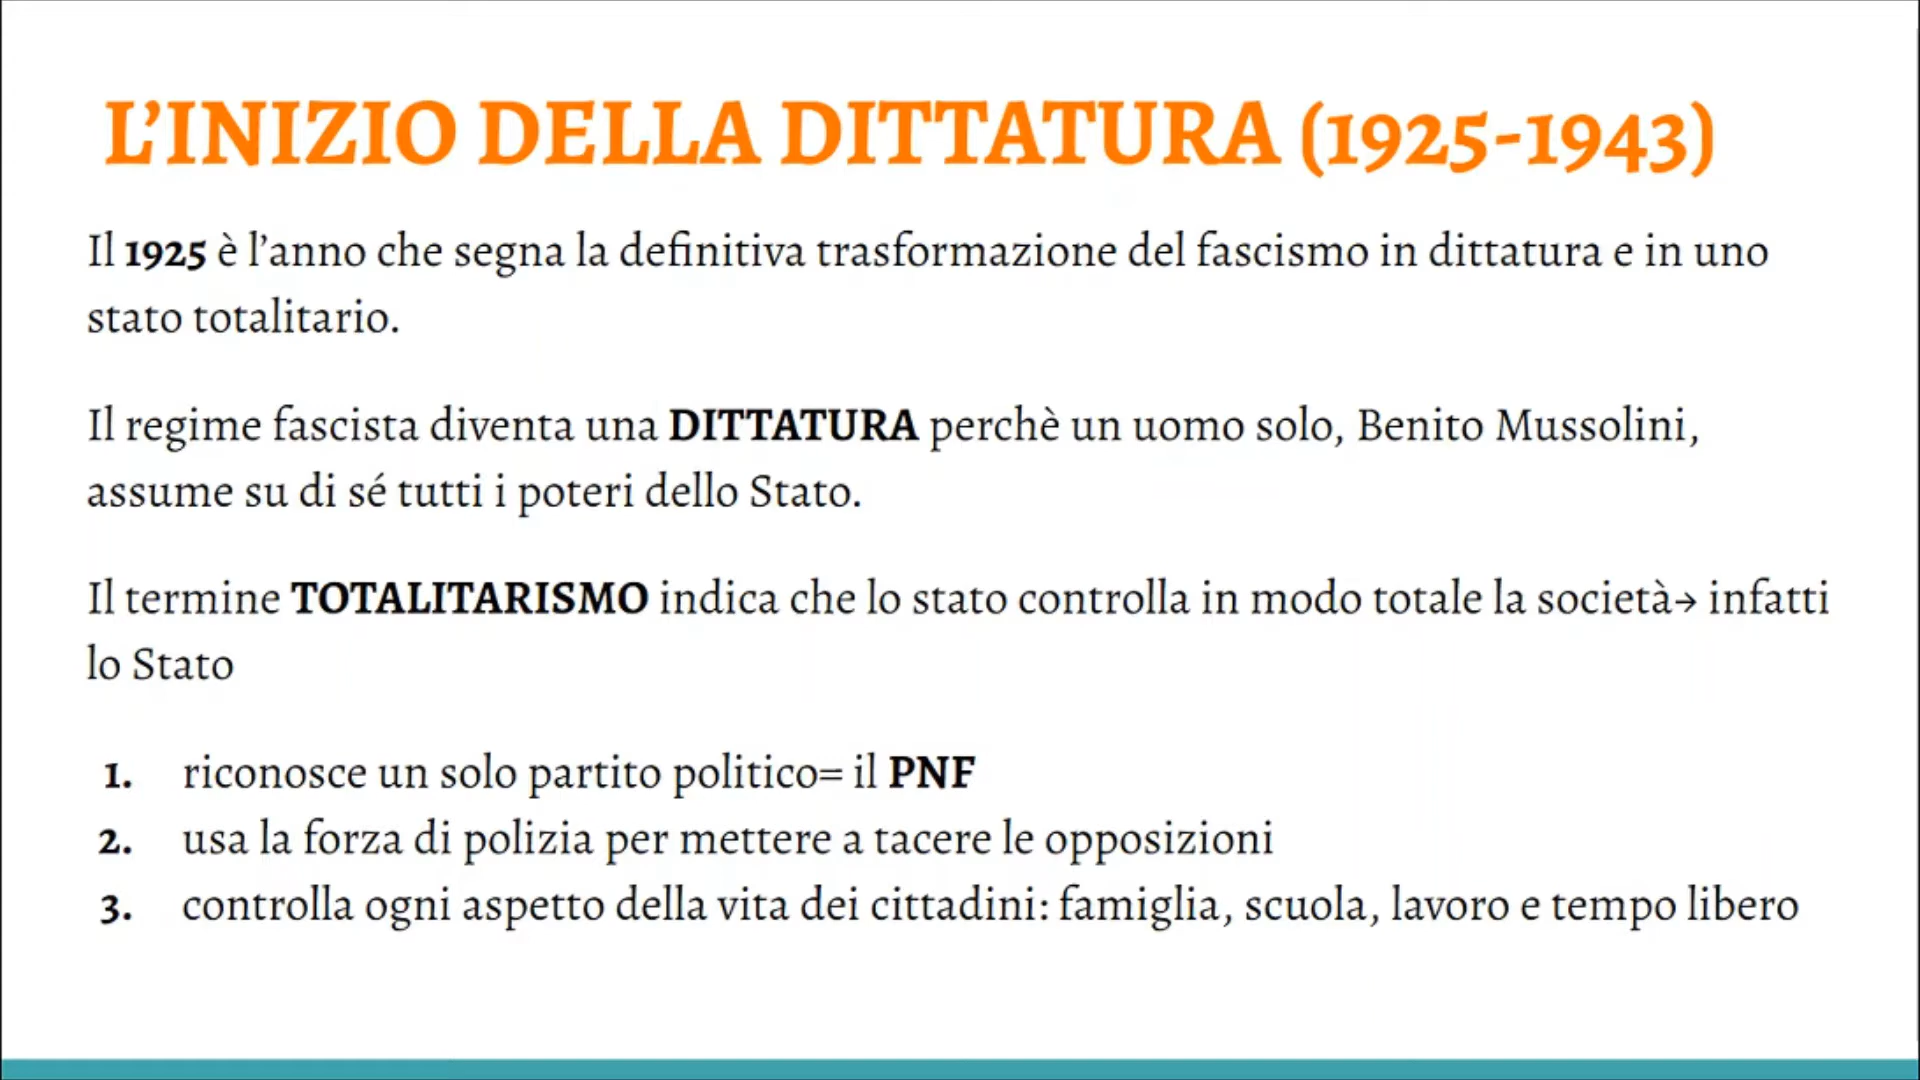 L’INIZIO DELLA DITTATURA (1925-1943)
Il 1925 è l’anno che segna la definitiva trasformazione del fascismo in dittatura e in uno
stato totalitario.
Il regime fascista diventa una DITTATURA perchè un uomo solo, Benito Mussolini,
assume su di sé tutti i poteri dello Stato.
Il termine TOTALITARISMO indica che lo stato controlla in modo totale la società→ infatti
lo Stato
1. riconosce un solo partito politico= il PNF
2. usa la forza di polizia per mettere a tacere le opposizioni
3. controlla ogni aspetto della vita dei cittadini: famiglia, scuola, lavoro e tempo libero